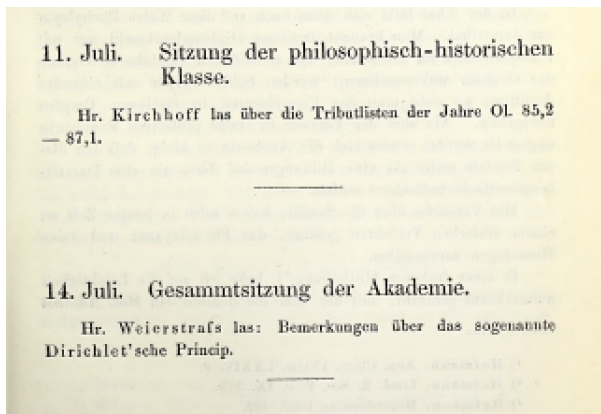 11. Juli. Sitzung der philosophisch-historischen
Klasse.
Hr. Kirchhoff las über die Tributlisten der Jahre Ol. 85,2
— 87,1.
14. Juli. Gesammtsitzung der Akademie.
Hr. Weierstrafs las: Bemerkungen über das sogenannte
Dirichlet'sche Princip.